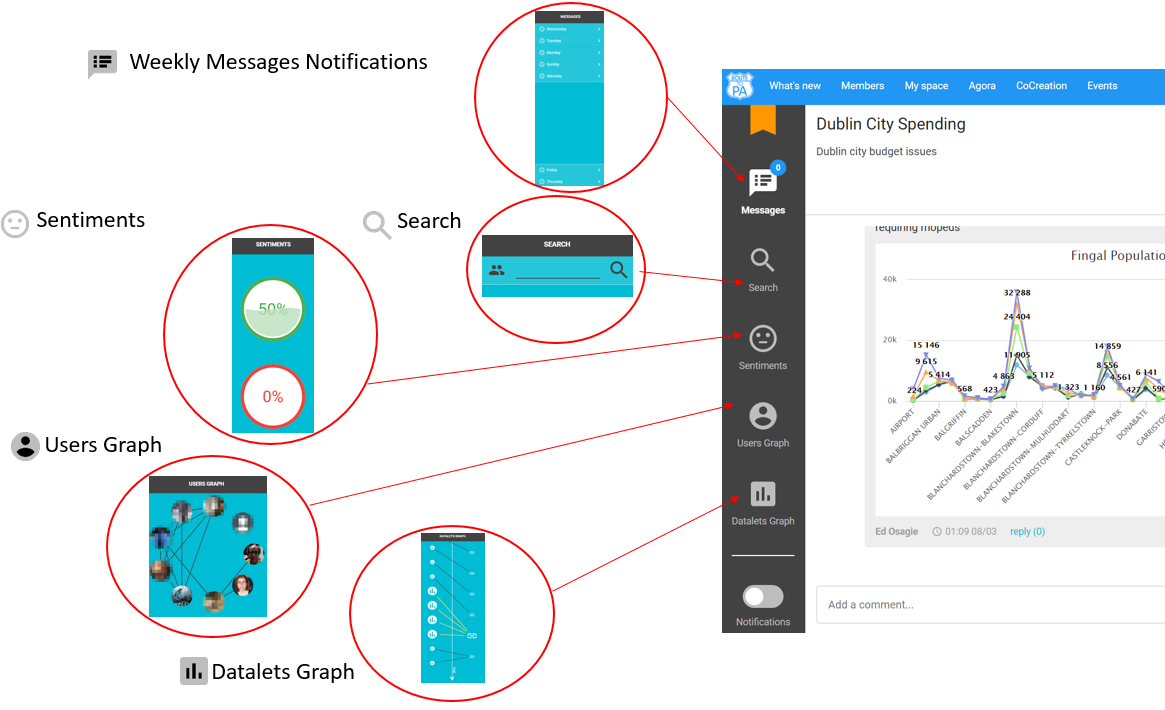 Weekly Messages Notifications
MESSAGES
Wednesday
Tuesday
Monday
Sunday
Saturday
Friday
Thursday
Sentiments
SENTIMENTS
50%
0%
Search
SEARCH
Users Graph
USERS GRAPH
DATALETS GRAPH
Datalets Graph
ROUTE
PA
What's new
Members
My space
Agora
CoCreation
Events
0
Messages
Search
Sentiments
Users Graph
Datalets Graph
Notifications
Dublin City Spending
Dublin city budget issues
requiring mopeds
Fingal Populatio
40k
20k
0k
224
9 615
15 146
5 414
568
423
4 863
32 288
24 404
11 905
5 112
1 323
1 160
14 859
8 556
4 561
427
6 141
590
AIRPORT
BALBRIGGAN URBAN
BALGRIFFIN
BALSCADDEN
BLANCHARDSTOWN-BLAKESTOWN
BLANCHARDSTOWN-CORDUFF
BLANCHARDSTOWN-MULHUDDART
BLANCHARDSTOWN-TYRRELSTOWN
CASTLEKNOCK-PARK
DONABATE
GARRISTO
Ed Osagie
01:09 08/03
reply (0)
Add a comment...